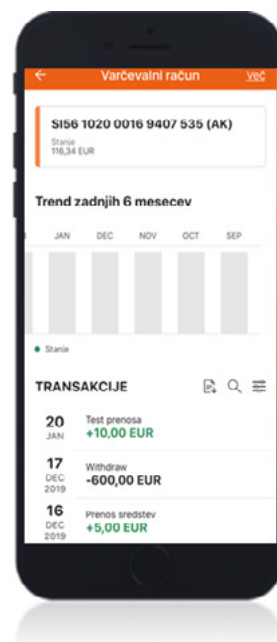 Varčevalni račun Več
SI56 1020 0016 9407 535 (AK)
Stanje
116,34 EUR
Trend zadnjih 6 mesecev
JAN DEC NOV OCT SEP
Stanje
TRANSAKCIJE
20 Test prenosa
JAN +10,00 EUR
17 Withdraw
DEC -600,00 EUR
2019
16 Prenos sredstev
DEC +5,00 EUR
2019